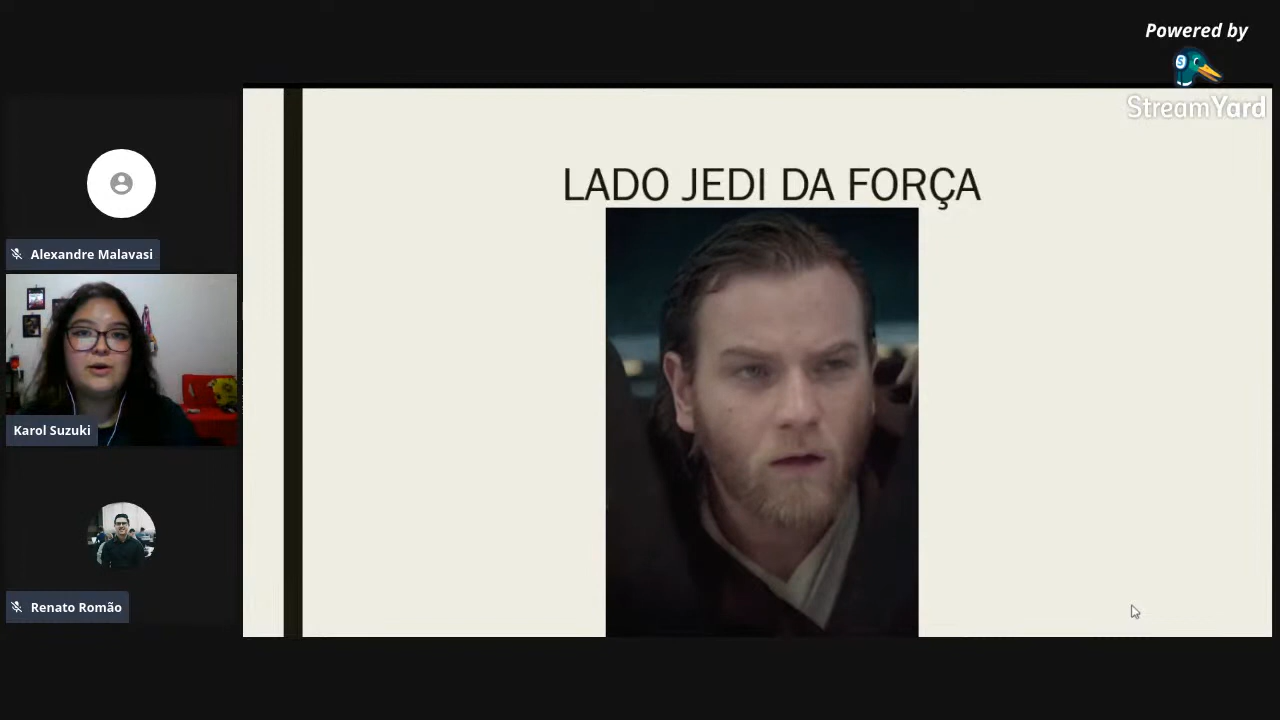 Powered by
StreamYard
LADO JEDI DA FORÇA
Alexandre Malavasi
Karol Suzuki
Renato Romão